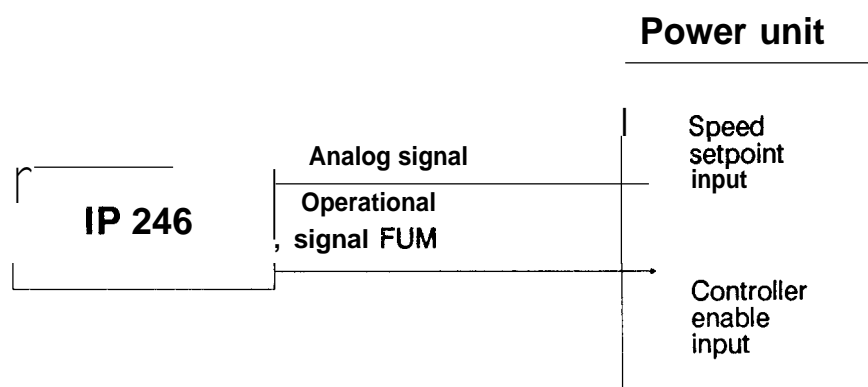 Power unit
Speed
setpoint
input
Analog signal
IP 246
Operational
, signal FUM
Controller
enable
input